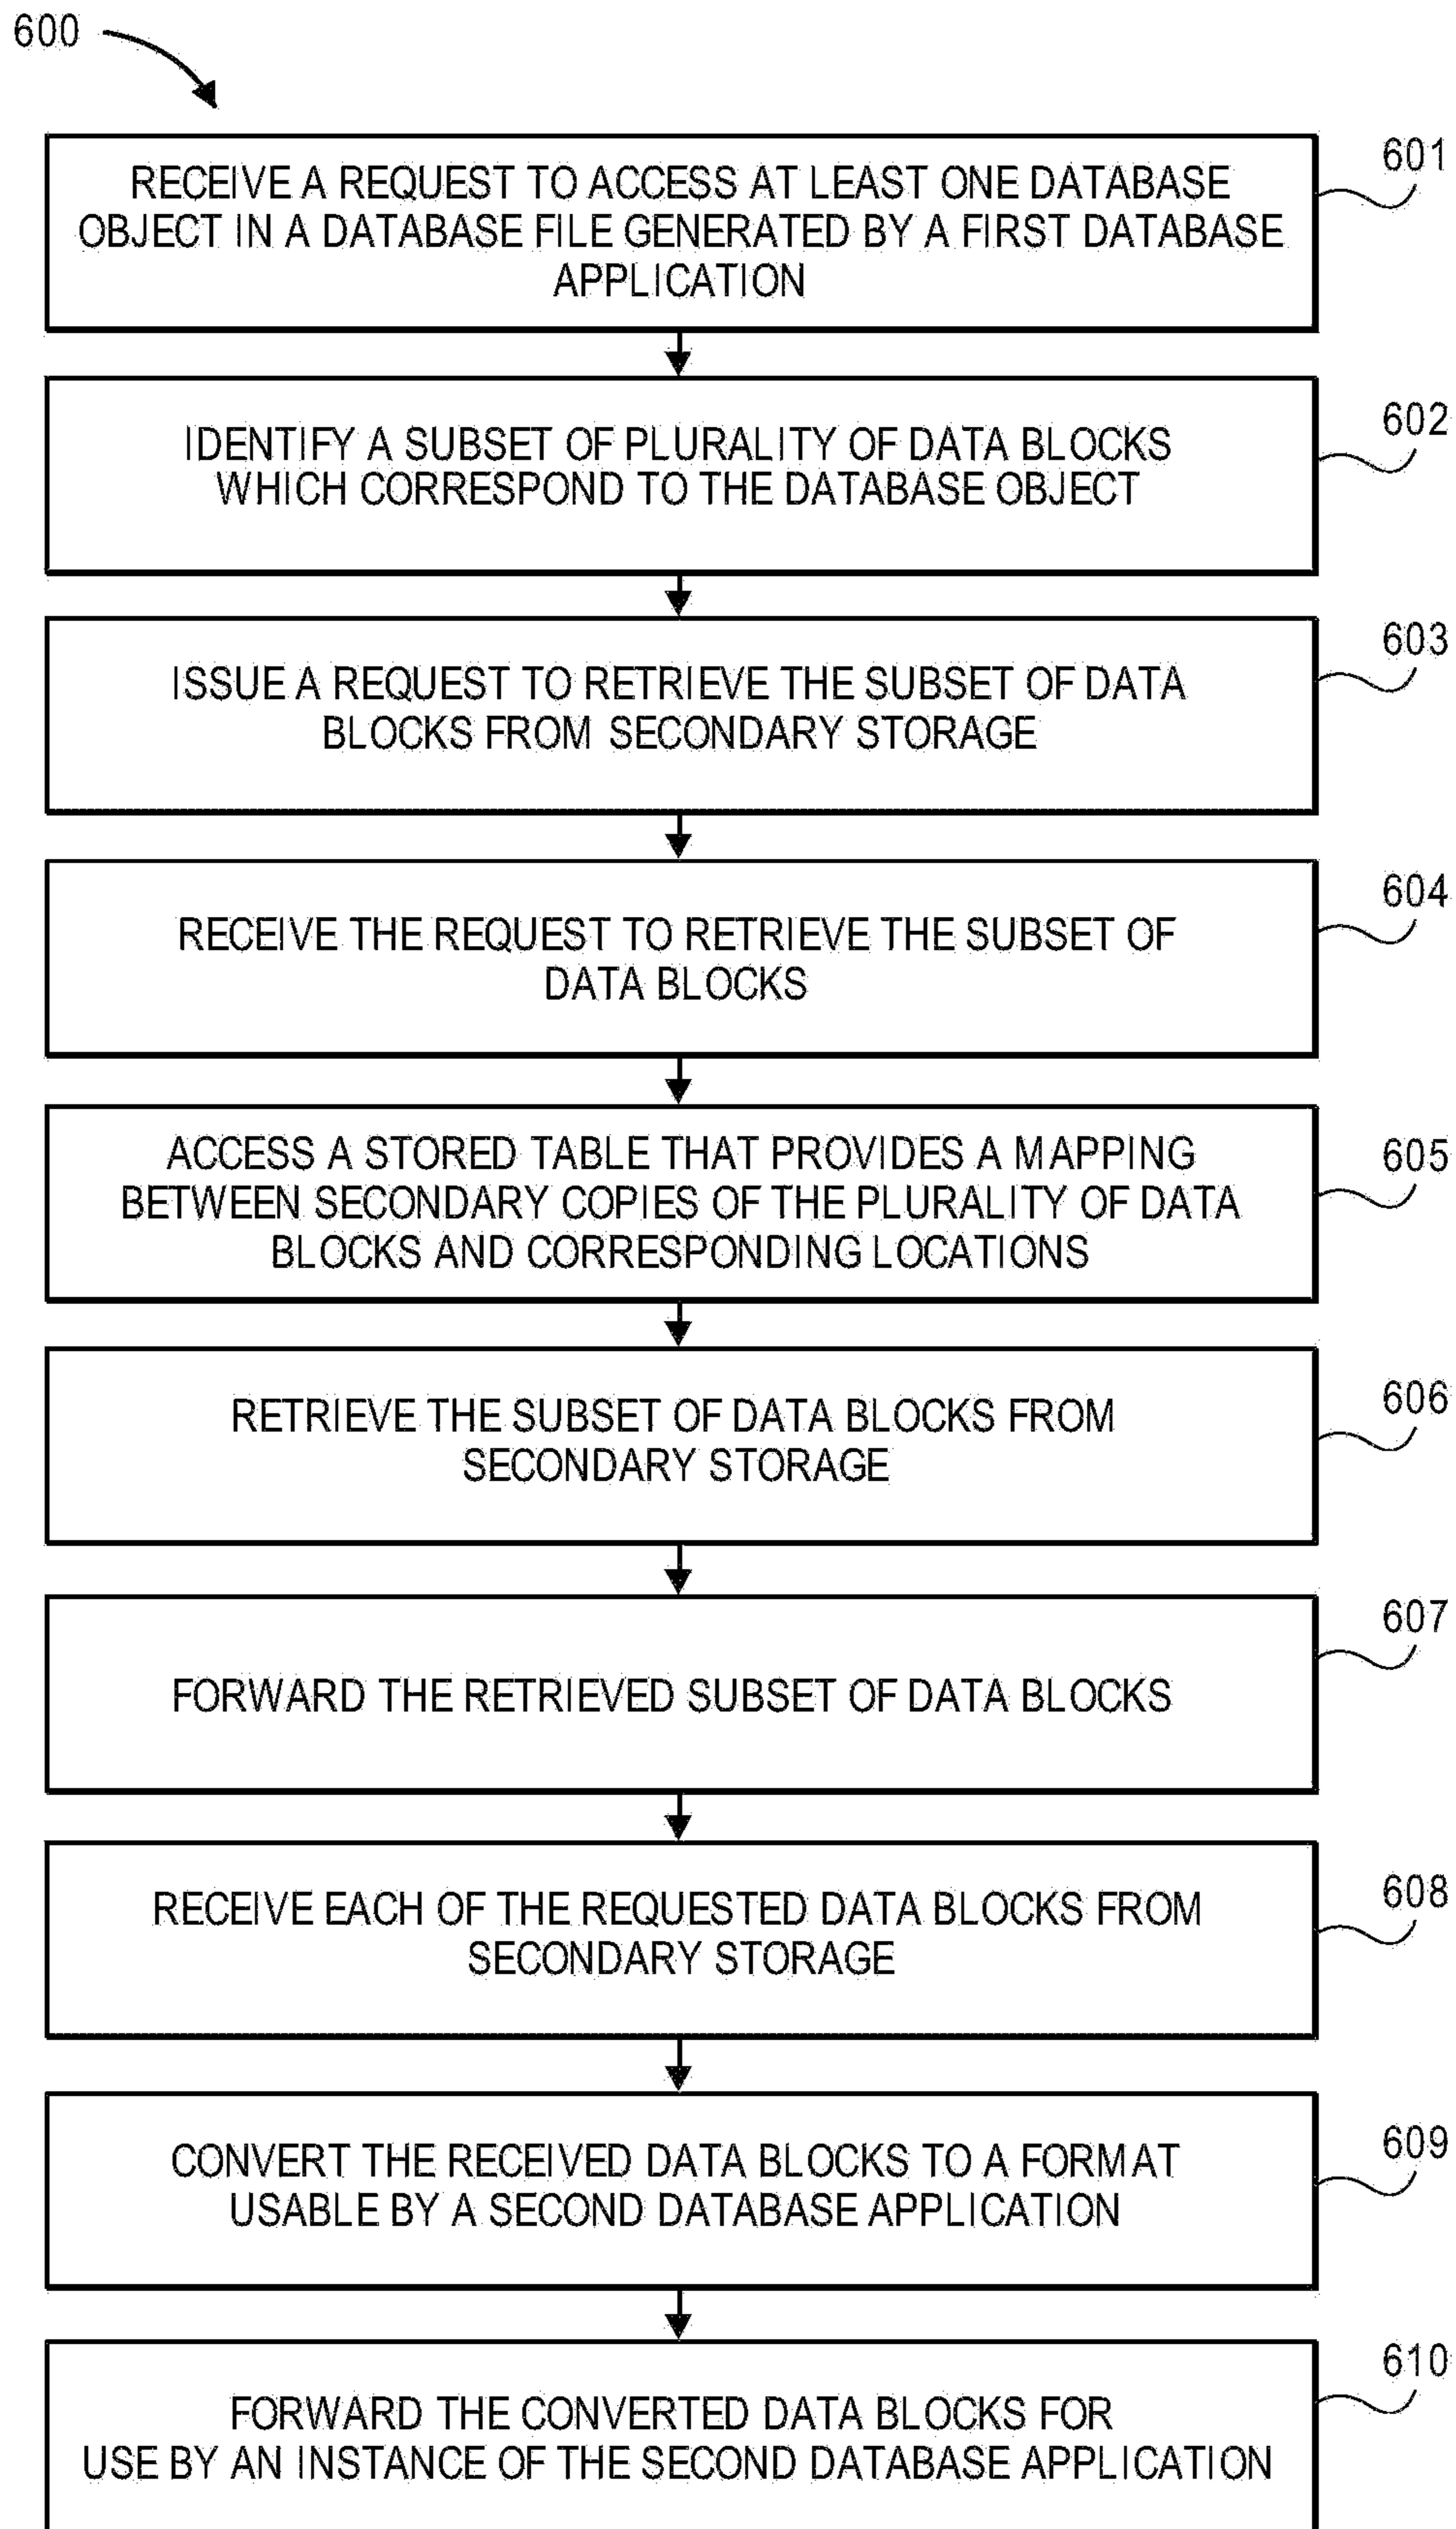 600
RECEIVE A REQUEST TO ACCESS AT LEAST ONE DATABASE
OBJECT IN A DATABASE FILE GENERATED BY A FIRST DATABASE
APPLICATION
601
IDENTIFY A SUBSET OF PLURALITY OF DATA BLOCKS
WHICH CORRESPOND TO THE DATABASE OBJECT
602
ISSUE A REQUEST TO RETRIEVE THE SUBSET OF DATA
BLOCKS FROM SECONDARY STORAGE
603
RECEIVE THE REQUEST TO RETRIEVE THE SUBSET OF
DATA BLOCKS
604
ACCESS A STORED TABLE THAT PROVIDES A MAPPING
BETWEEN SECONDARY COPIES OF THE PLURALITY OF DATA
BLOCKS AND CORRESPONDING LOCATIONS
605
RETRIEVE THE SUBSET OF DATA BLOCKS FROM
SECONDARY STORAGE
606
FORWARD THE RETRIEVED SUBSET OF DATA BLOCKS
607
RECEIVE EACH OF THE REQUESTED DATA BLOCKS FROM
SECONDARY STORAGE
608
CONVERT THE RECEIVED DATA BLOCKS TO A FORMAT
USABLE BY A SECOND DATABASE APPLICATION
609
FORWARD THE CONVERTED DATA BLOCKS FOR
USE BY AN INSTANCE OF THE SECOND DATABASE APPLICATION
610